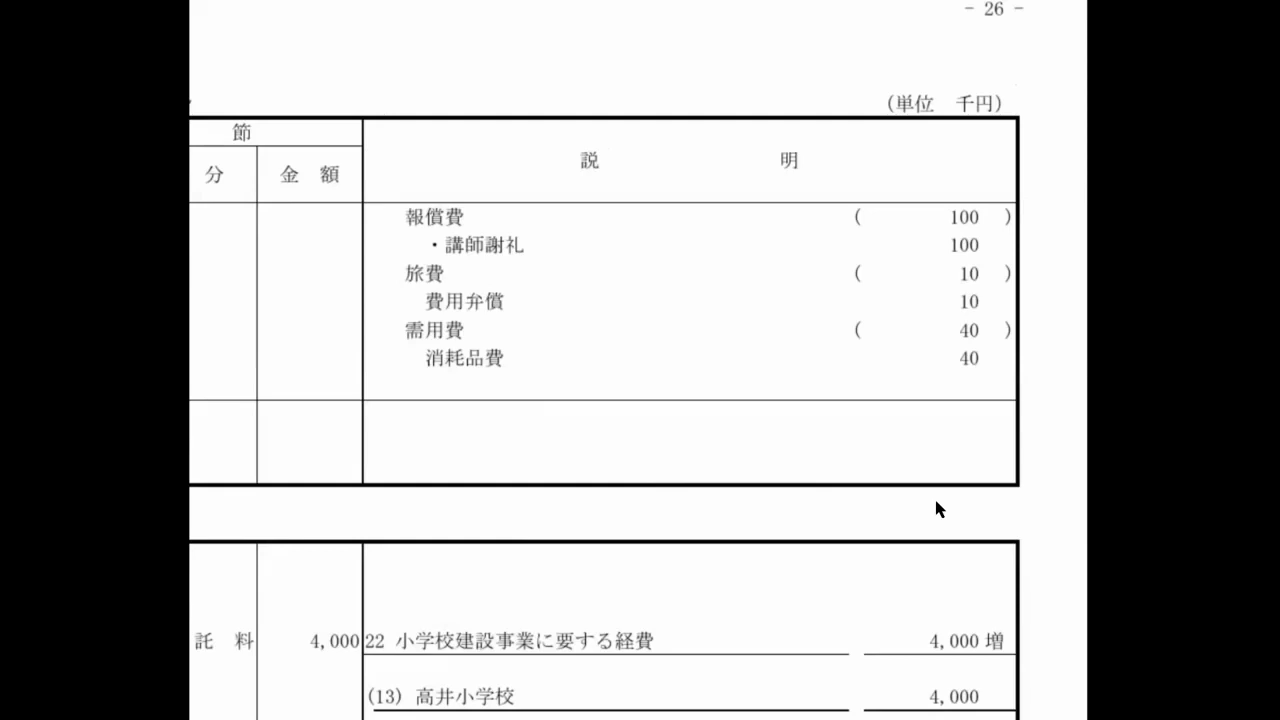 - 26 -
(単位 千円)
節
説 明
分 金 額
報償費 ( 100 )
・講師謝礼 100
旅費 ( 10 )
費用弁償 10
需用費 ( 40 )
消耗品費 40
託 料 4,000 22 小学校建設事業に要する経費 4,000 増
(13) 高井小学校 4,000